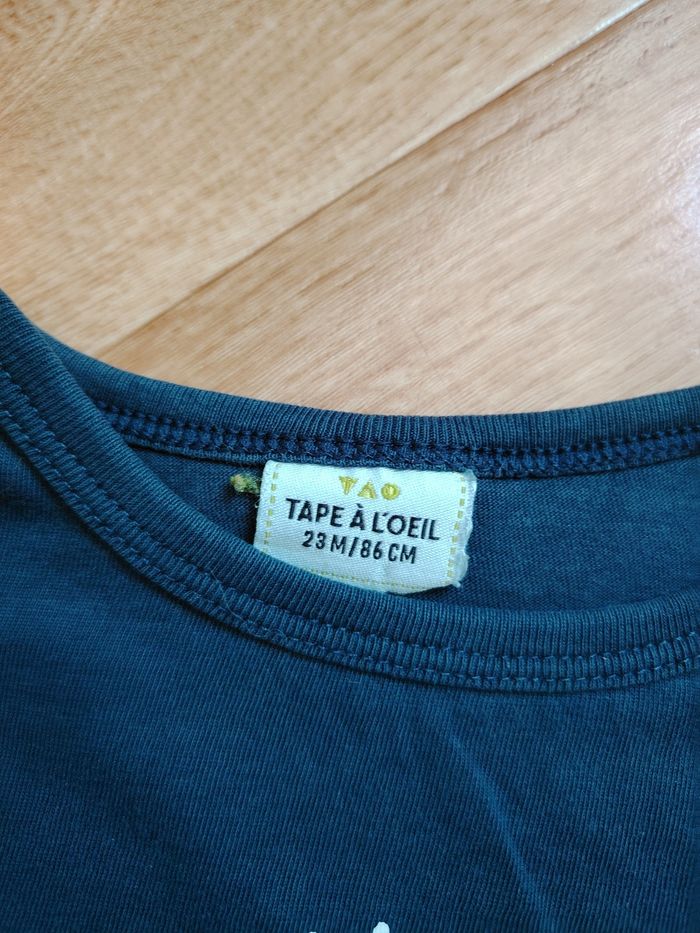 TAO
TAPE À L'OEIL
23M/86CM